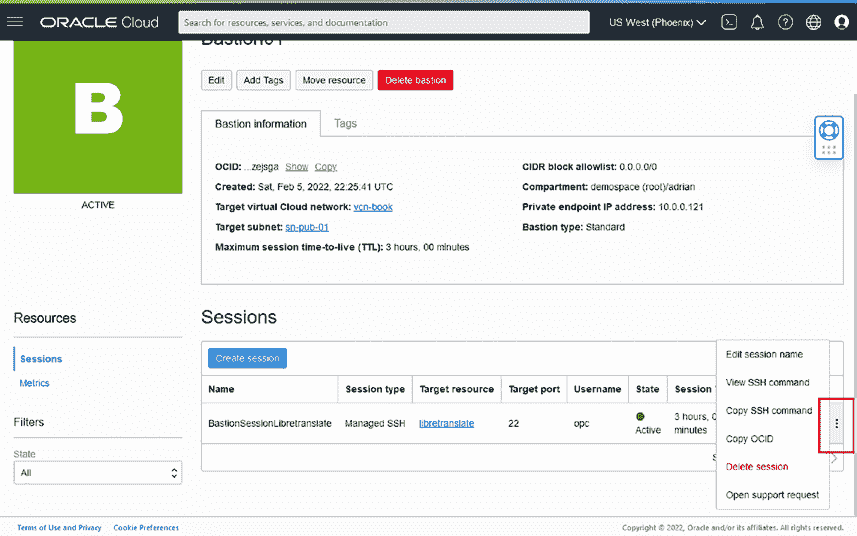 ORACLE Cloud
Search for resources, services, and documentation
US West (Phoenix)
B
ACTIVE
Edit
Add Tags
Move resource
Delete bastion
Bastion information
Tags
OCID: ...zejsga Show Copy
Created: Sat, Feb 5, 2022, 22:25:41 UTC
Target virtual Cloud network: vcn-book
Target subnet: sn-pub-01
Maximum session time-to-live (TTL): 3 hours, 00 minutes
CIDR block allowlist: 0.0.0.0/0
Compartment: demospace (root)/adrian
Private endpoint IP address: 10.0.0.121
Bastion type: Standard
Resources
Sessions
Metrics
Filters
State
All
Sessions
Create session
Name Session type Target resource Target port Username State Session
BastionSessionLibretranslate Managed SSH libretranslate 22 opc Active 3 hours, 0
minutes
Edit session name
View SSH command
Copy SSH command
Copy OCID
Delete session
Open support request
Terms of Use and Privacy Cookie Preferences
Copyright © 2022, Oracle and/or its affiliates. All rights reserved.